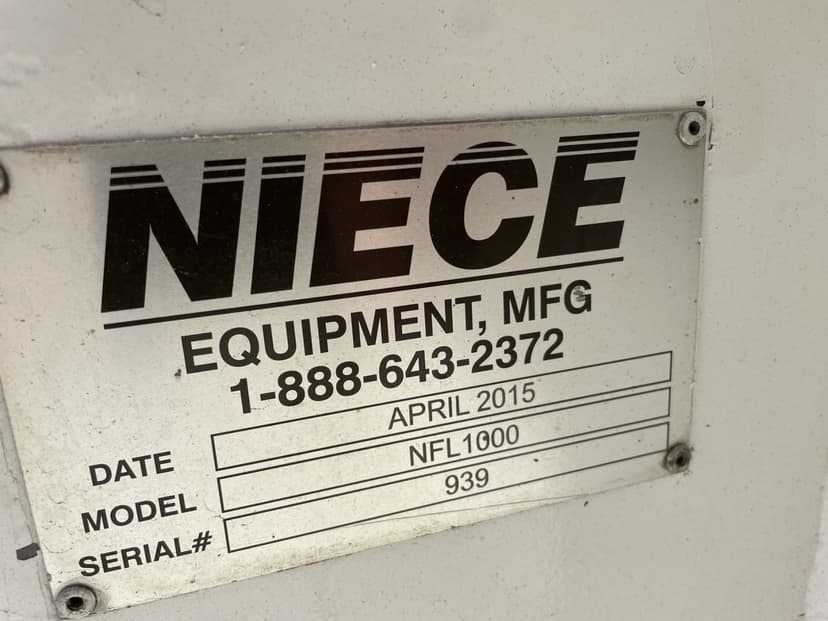 NIECE
EQUIPMENT, MFG
1-888-643-2372
DATE APRIL 2015
MODEL NFL1000
SERIAL# 939